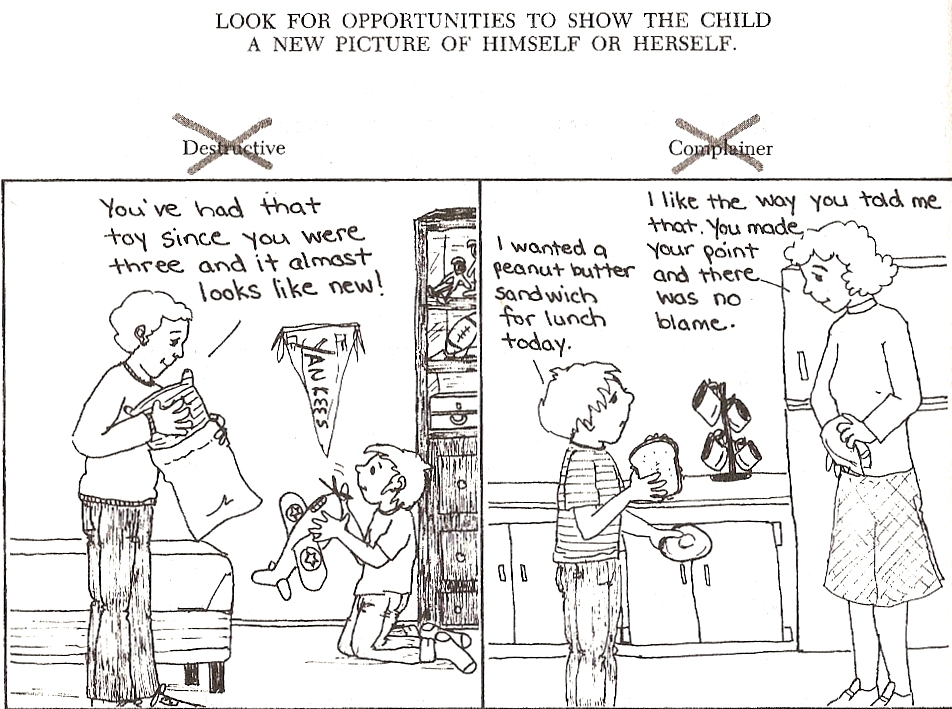 LOOK FOR OPPORTUNITIES TO SHOW THE CHILD
A NEW PICTURE OF HIMSELF OR HERSELF.
Destructive
Complainer
You've had that
toy since you were
three and it almost
looks like new!
YANKEES
I wanted a
peanut butter
sandwich
for lunch
today.
I like the way you told me
that. You made
your point
and there
was no
blame.